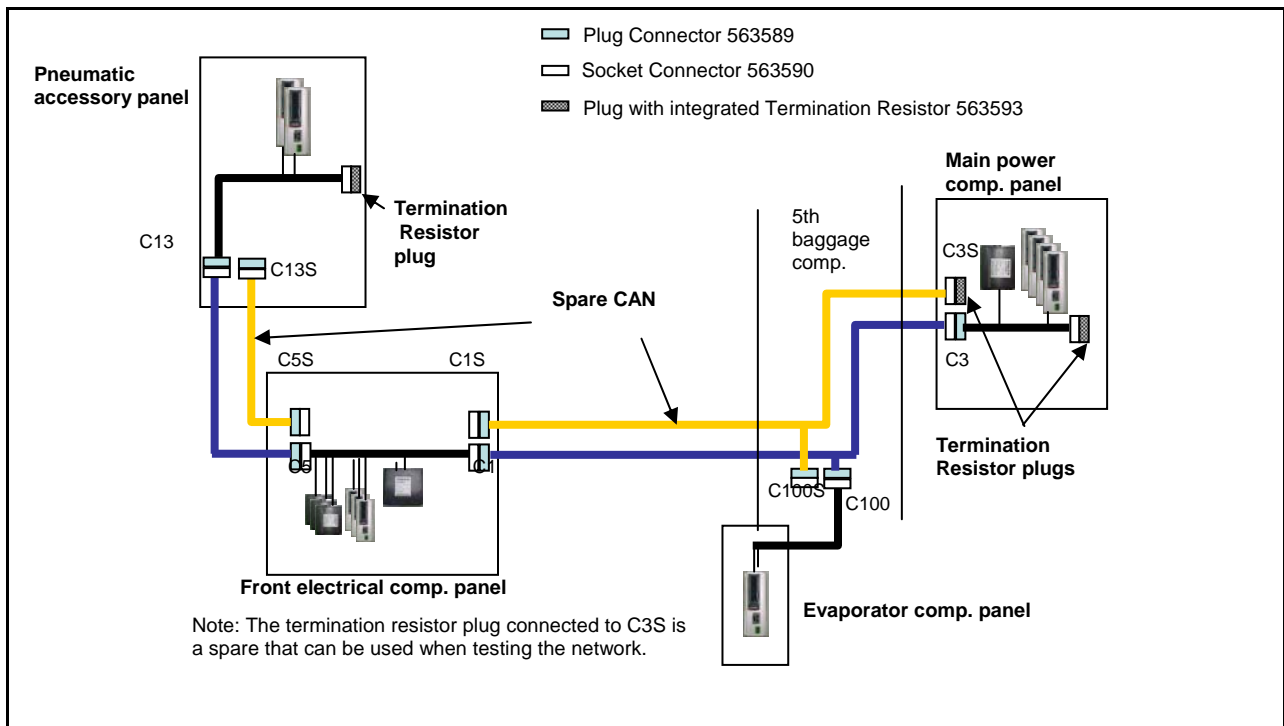 Plug Connector 563589
Socket Connector 563590
Plug with integrated Termination Resistor 563593
Pneumatic
accessory panel
Termination
Resistor
plug
C13
C13S
Spare CAN
5th
baggage
comp.
Main power
comp. panel
C3S
C3
Termination
Resistor plugs
C5S
C1S
C5
C1
C100S
C100
Front electrical comp. panel
Evaporator comp. panel
Note: The termination resistor plug connected to C3S is
a spare that can be used when testing the network.